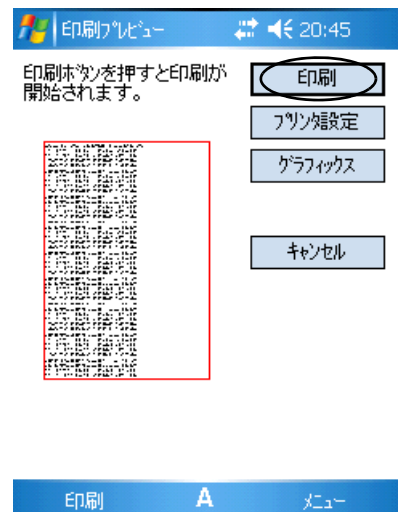 印刷ﾌﾟﾚﾋﾞｭｰ 20:45
印刷ﾎﾞﾀﾝを押すと印刷が
開始されます。
印刷
ﾌﾟﾘﾝﾀ設定
ｸﾞﾗﾌｨｯｸｽ
ｷｬﾝｾﾙ
印刷 A ﾒﾆｭｰ